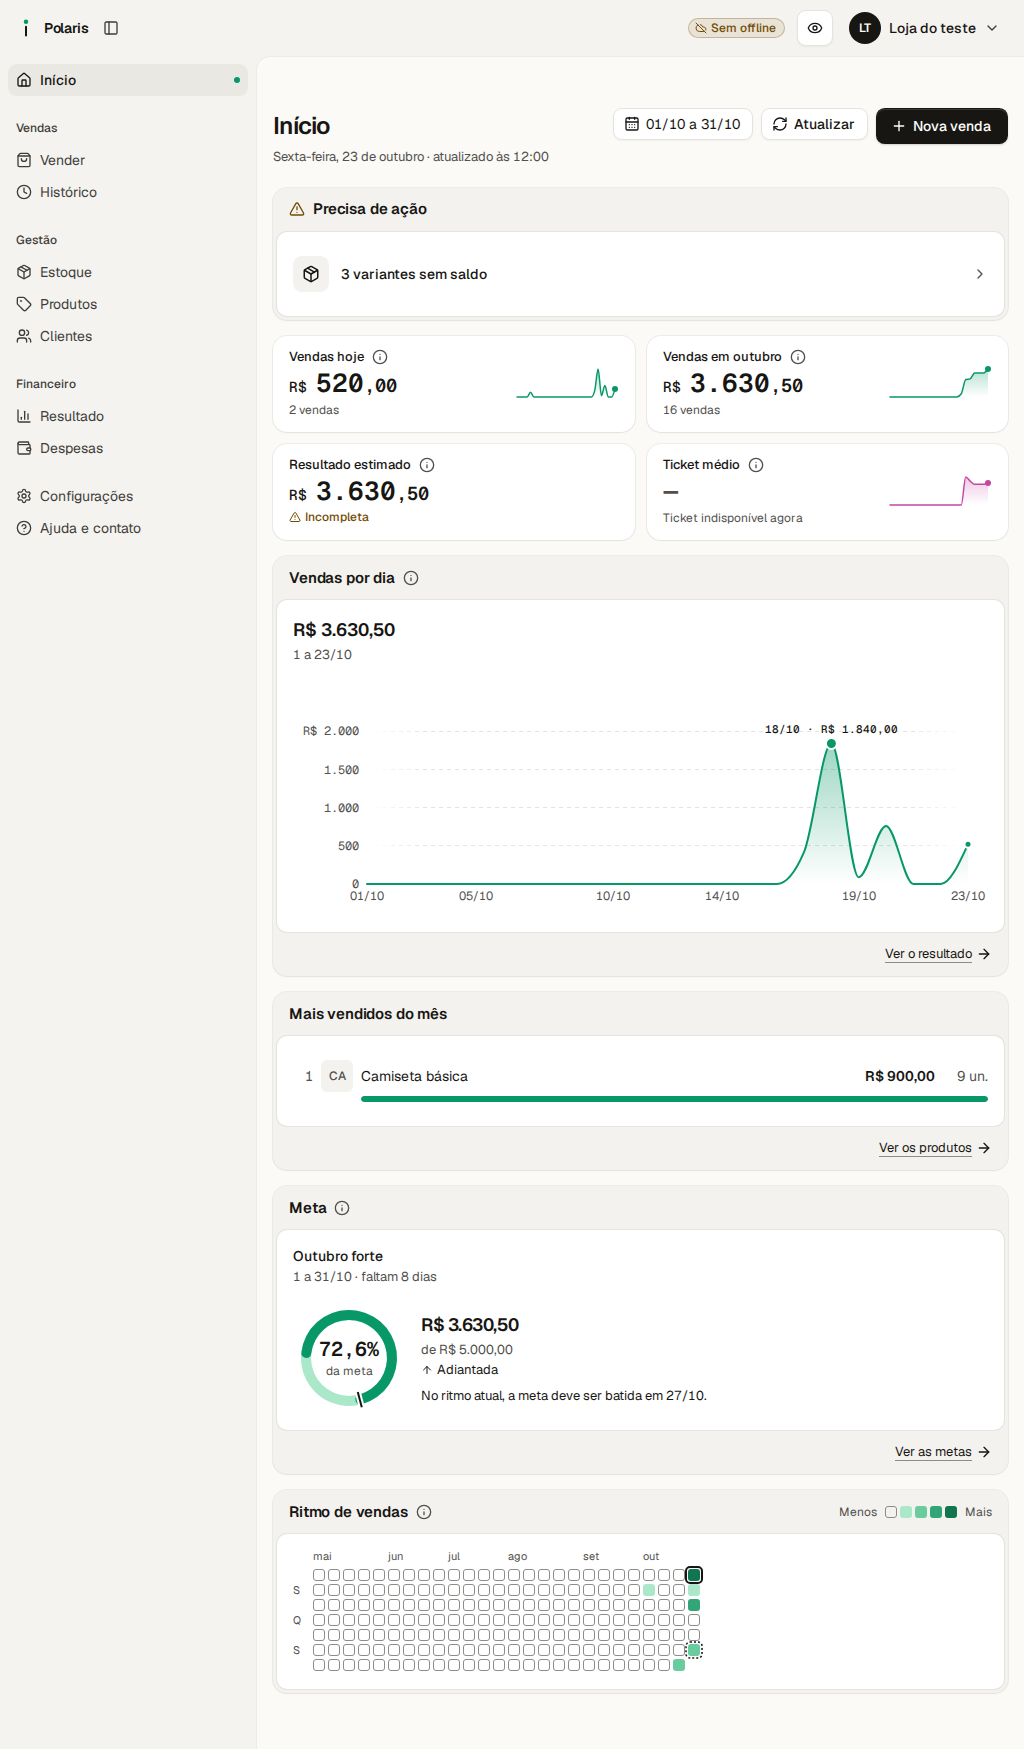 Polaris
Sem offline
LT
Loja do teste
Início
Vendas
Vender
Histórico
Gestão
Estoque
Produtos
Clientes
Financeiro
Resultado
Despesas
Configurações
Ajuda e contato
Início
01/10 a 31/10
Atualizar
Nova venda
Sexta-feira, 23 de outubro · atualizado às 12:00
Precisa de ação
3 variantes sem saldo
Vendas hoje
R$ 520,00
2 vendas
Vendas em outubro
R$ 3.630,50
16 vendas
Resultado estimado
R$ 3.630,50
Incompleta
Ticket médio
—
Ticket indisponível agora
Vendas por dia
R$ 3.630,50
1 a 23/10
18/10 · R$ 1.840,00
R$ 2.000
1.500
1.000
500
0
01/10 05/10 10/10 14/10 19/10 23/10
Ver o resultado
Mais vendidos do mês
1 CA Camiseta básica R$ 900,00 9 un.
Ver os produtos
Meta
Outubro forte
1 a 31/10 · faltam 8 dias
72,6%
da meta
R$ 3.630,50
de R$ 5.000,00
Adiantada
No ritmo atual, a meta deve ser batida em 27/10.
Ver as metas
Ritmo de vendas
Menos Mais
mai jun jul ago set out
S
Q
S